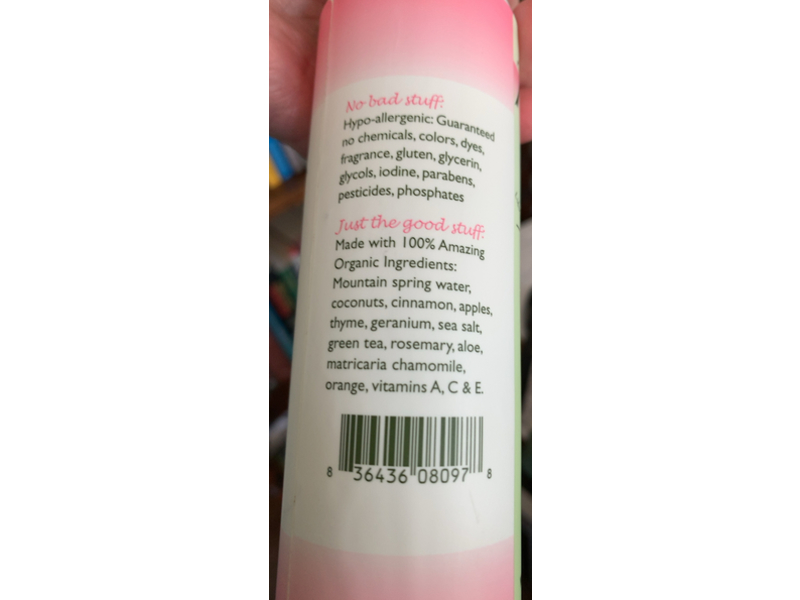 No bad stuff:
Hypo-allergenic: Guaranteed
no chemicals, colors, dyes,
fragrance, gluten, glycerin,
glycols, iodine, parabens,
pesticides, phosphates
Just the good stuff:
Made with 100% Amazing
Organic Ingredients:
Mountain spring water,
coconuts, cinnamon, apples,
thyme, geranium, sea salt,
green tea, rosemary, aloe,
matricaria chamomile,
orange, vitamins A, C & E.
8 36436 08097 8